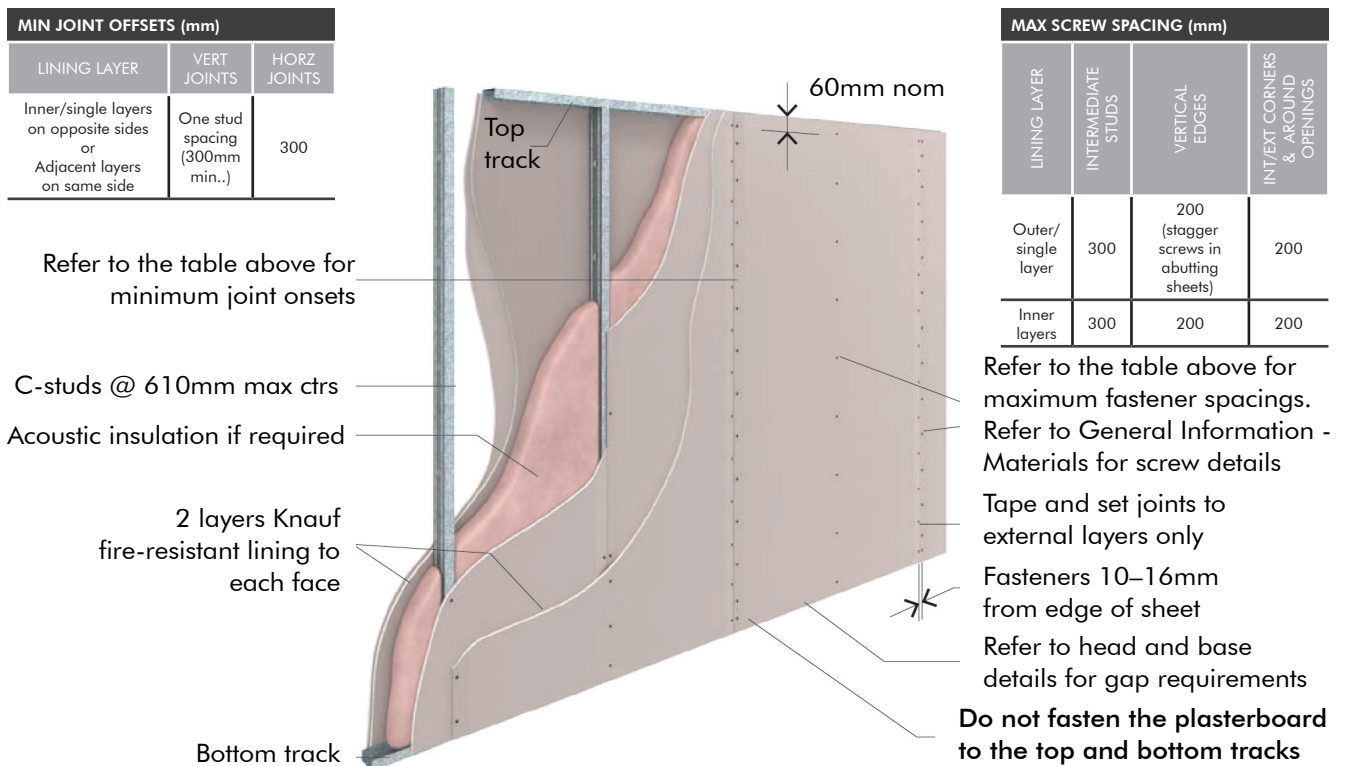 MIN JOINT OFFSETS (mm)
LINING LAYER
VERT
JOINTS
HORZ
JOINTS
Inner/single layers
on opposite sides
or
Adjacent layers
on same side
One stud
spacing
(300mm
min..)
300
MAX SCREW SPACING (mm)
LINING LAYER
INTERMEDIATE
STUDS
VERTICAL
EDGES
INT/EXT CORNERS
& AROUND
OPENINGS
Outer/
single
layer
300
200
(stagger
screws in
abutting
sheets)
200
Inner
layers
300
200
200
60mm nom
Top
track
Refer to the table above for
minimum joint onsets
C-studs @ 610mm max ctrs
Acoustic insulation if required
2 layers Knauf
fire-resistant lining to
each face
Bottom track
Refer to the table above for
maximum fastener spacings.
Refer to General Information -
Materials for screw details
Tape and set joints to
external layers only
Fasteners 10–16mm
from edge of sheet
Refer to head and base
details for gap requirements
Do not fasten the plasterboard
to the top and bottom tracks